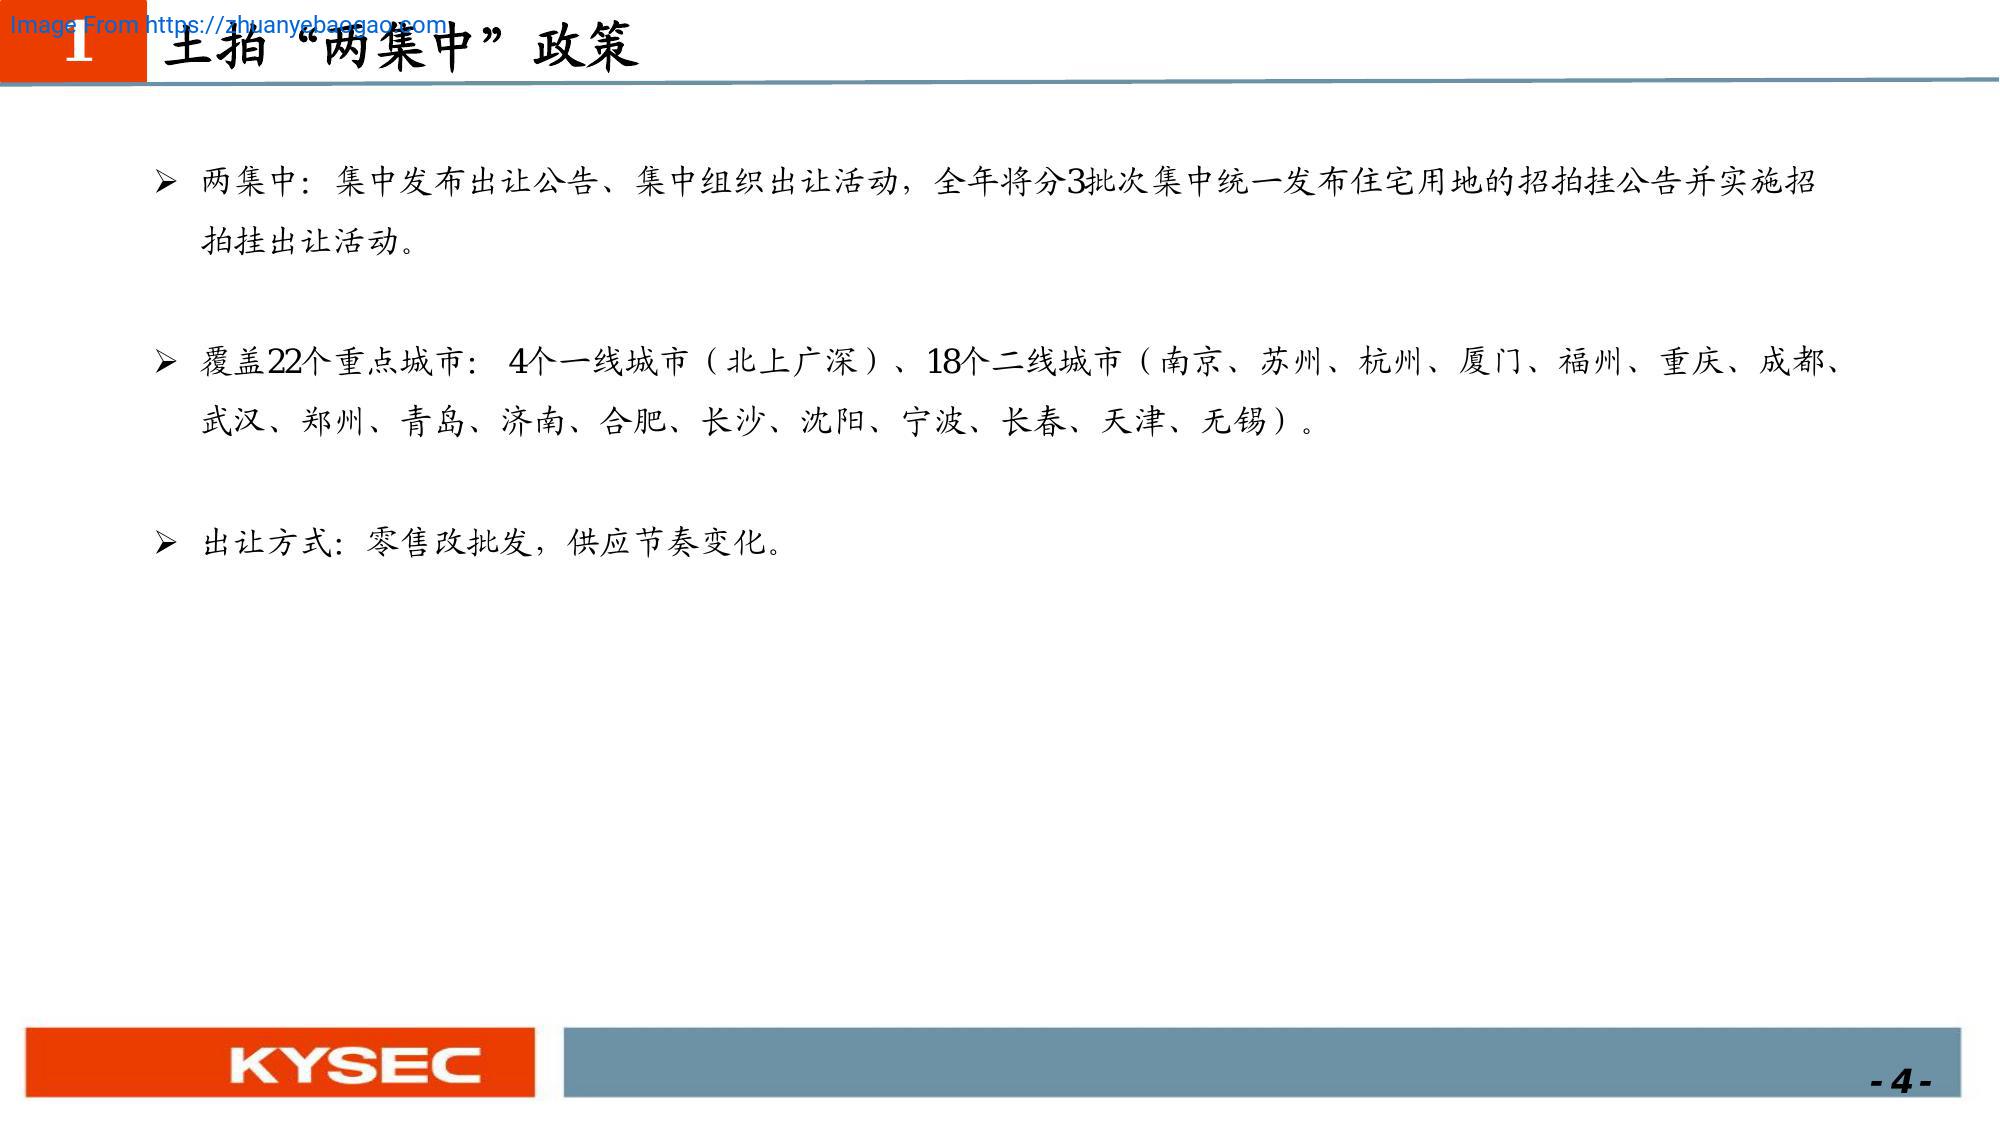 Image From https://zhuanyebaogao.com
1
土拍“两集中”政策
➢ 两集中：集中发布出让公告、集中组织出让活动，全年将分3批次集中统一发布住宅用地的招拍挂公告并实施招
拍挂出让活动。
➢ 覆盖22个重点城市： 4个一线城市（北上广深）、18个二线城市（南京、苏州、杭州、厦门、福州、重庆、成都、
武汉、郑州、青岛、济南、合肥、长沙、沈阳、宁波、长春、天津、无锡）。
➢ 出让方式：零售改批发，供应节奏变化。
KYSEC
- 4 -